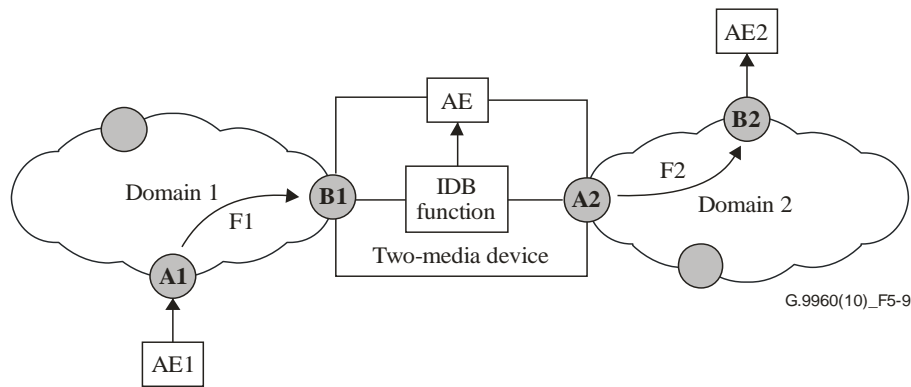 AE2
AE
B2
F2
Domain 1
B1
IDB
function
A2
Domain 2
F1
Two-media device
A1
G.9960(10)_F5-9
AE1